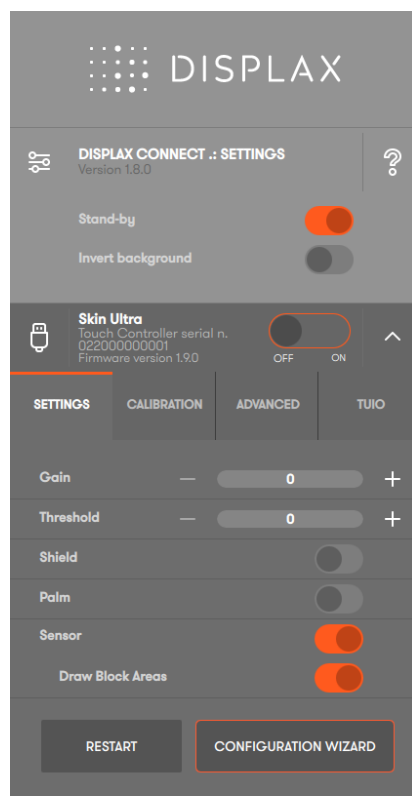 DISPLAX
DISPLAX CONNECT .: SETTINGS
Version 1.8.0
Stand-by
Invert background
Skin Ultra
Touch Controller serial n.
022000000001
Firmware version 1.9.0
OFF ON
SETTINGS CALIBRATION ADVANCED TUIO
Gain — 0 +
Threshold — 0 +
Shield
Palm
Sensor
Draw Block Areas
RESTART CONFIGURATION WIZARD